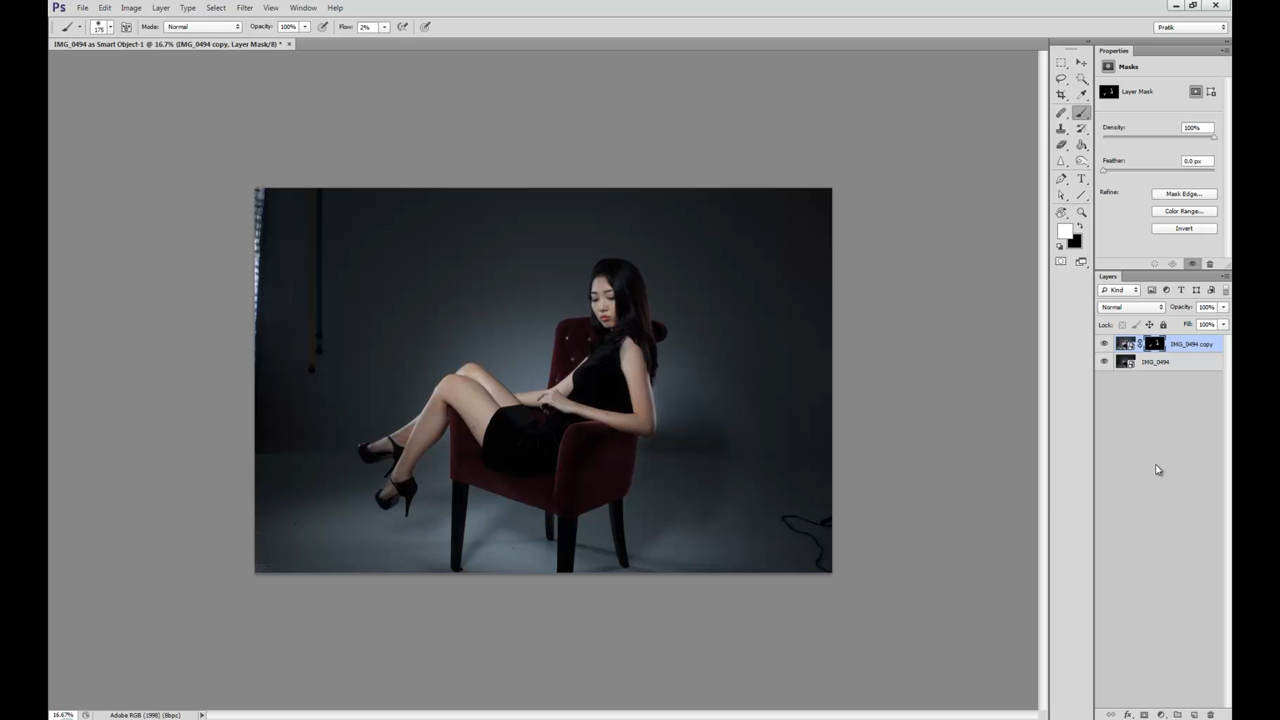 Ps File Edit Image Layer Type Select Filter View Window Help
175 Mode: Normal Opacity: 100% Flow: 2% Pratik
IMG_0494 as Smart Object-1 @ 16.7% (IMG_0494 copy, Layer Mask/8) * ×
Properties
Masks
Layer Mask
Density: 100%
Feather: 0.0 px
Refine: Mask Edge...
Color Range...
Invert
Layers
Kind
Normal Opacity: 100%
Lock: Fill: 100%
IMG_0494 copy
IMG_0494
16.67% Adobe RGB (1998) (8bpc)